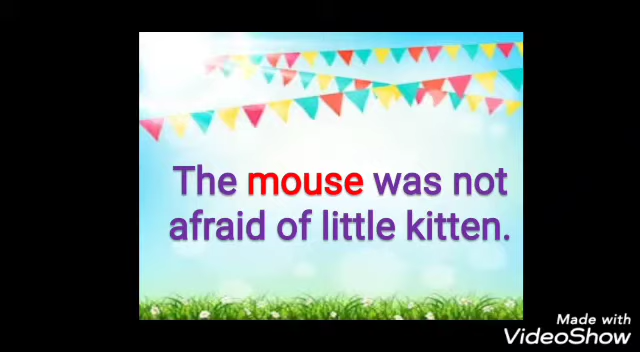 The mouse was not
afraid of little kitten.
Made with
VideoShow